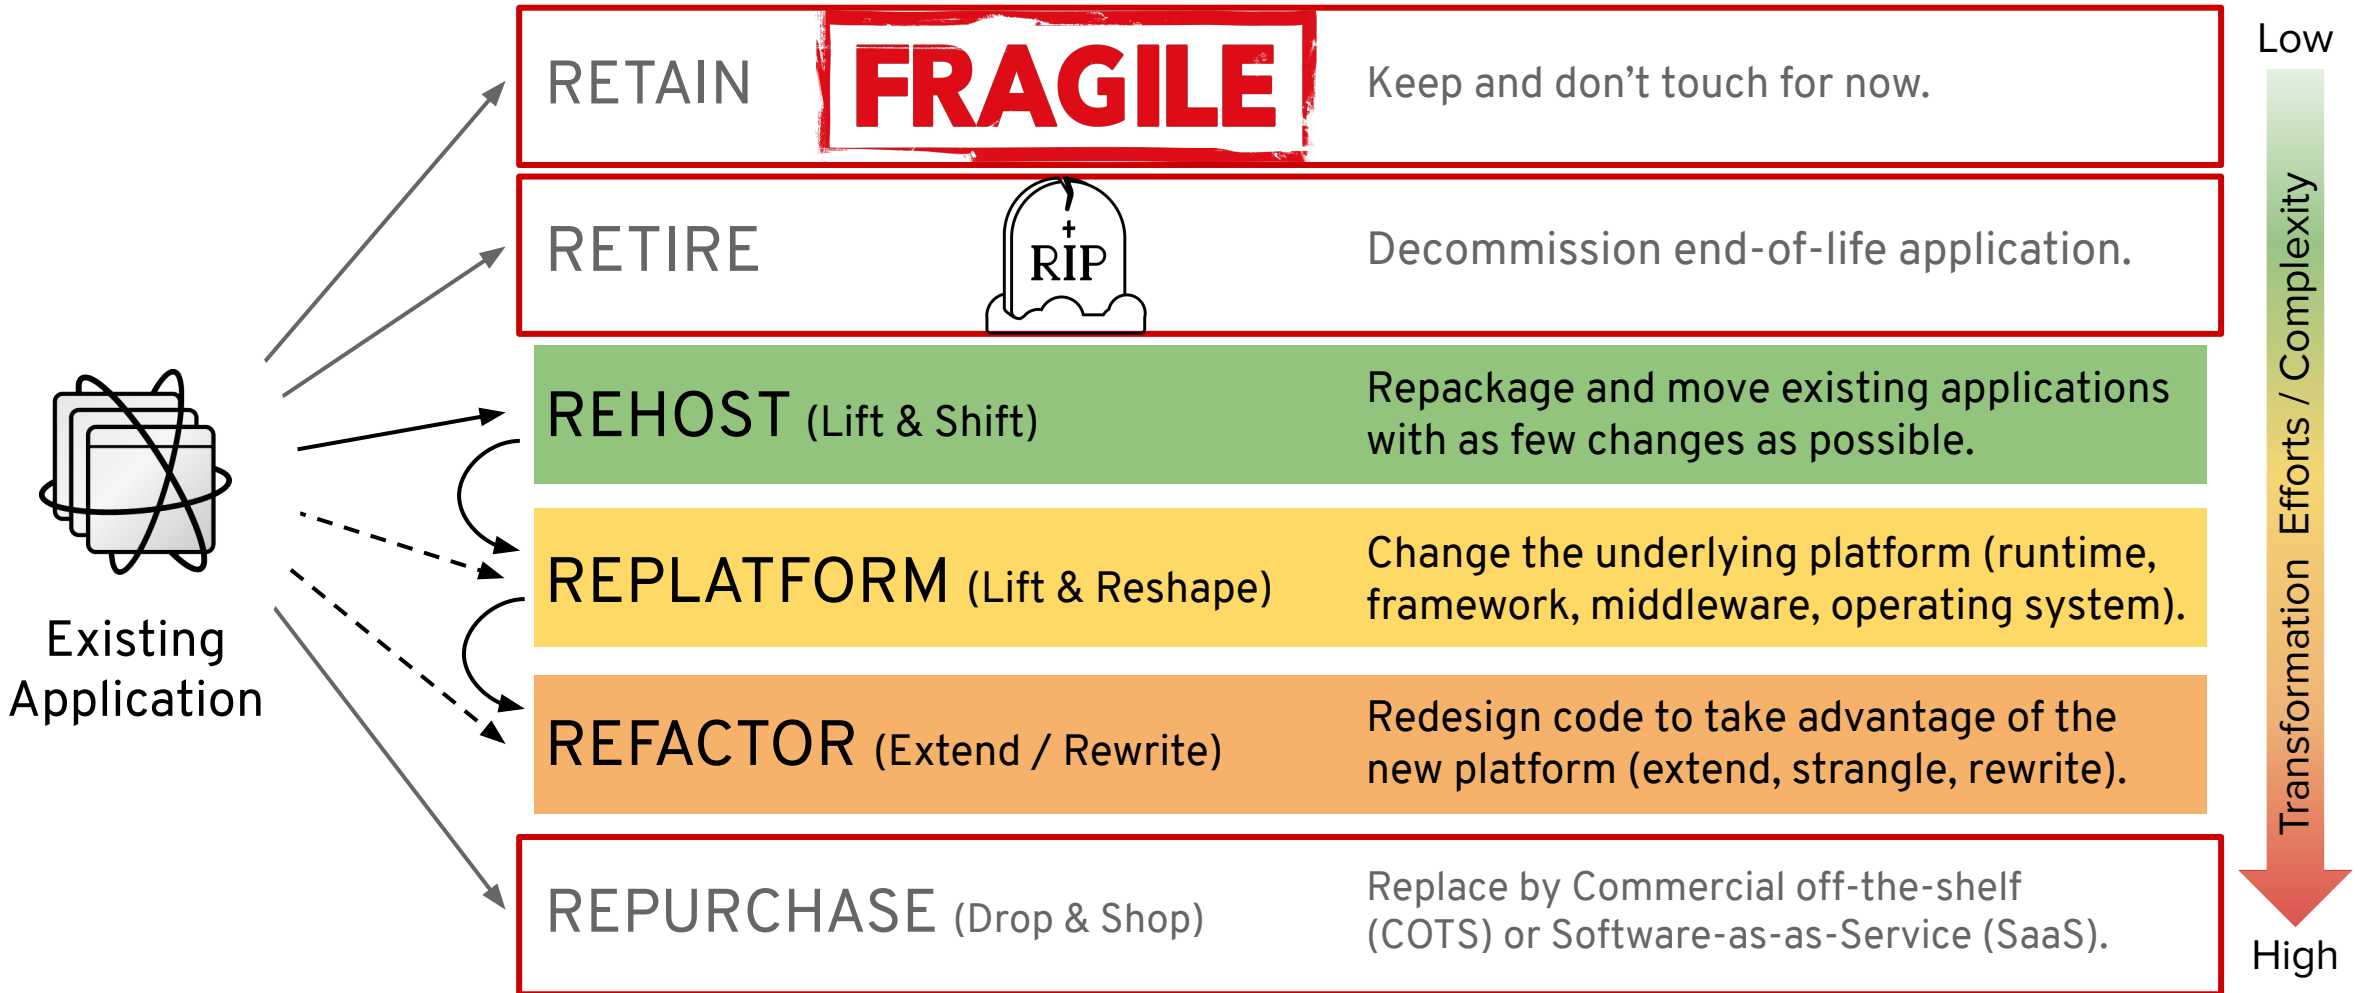 RETAIN
FRAGILE
Keep and don’t touch for now.
Low
RETIRE
RIP
Decommission end-of-life application.
REHOST (Lift & Shift)
Repackage and move existing applications
with as few changes as possible.
REPLATFORM (Lift & Reshape)
Change the underlying platform (runtime,
framework, middleware, operating system).
Existing
Application
REFACTOR (Extend / Rewrite)
Redesign code to take advantage of the
new platform (extend, strangle, rewrite).
REPURCHASE (Drop & Shop)
Replace by Commercial off-the-shelf
(COTS) or Software-as-as-Service (SaaS).
Transformation Efforts / Complexity
High